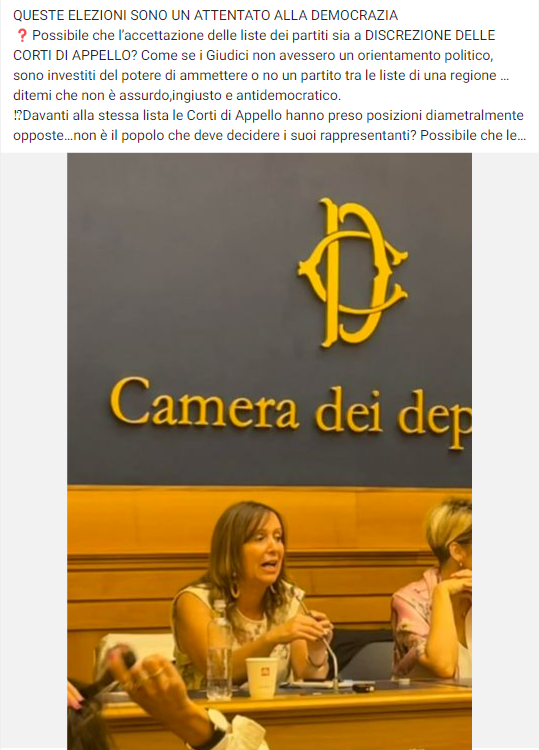 QUESTE ELEZIONI SONO UN ATTENTATO ALLA DEMOCRAZIA
❓ Possibile che l'accettazione delle liste dei partiti sia a DISCREZIONE DELLE
CORTI DI APPELLO? Come se i Giudici non avessero un orientamento politico,
sono investiti del potere di ammettere o no un partito tra le liste di una regione ...
ditemi che non è assurdo,ingiusto e antidemocratico.
⁉Davanti alla stessa lista le Corti di Appello hanno preso posizioni diametralmente
opposte...non è il popolo che deve decidere i suoi rappresentanti? Possibile che le...
Camera dei dep